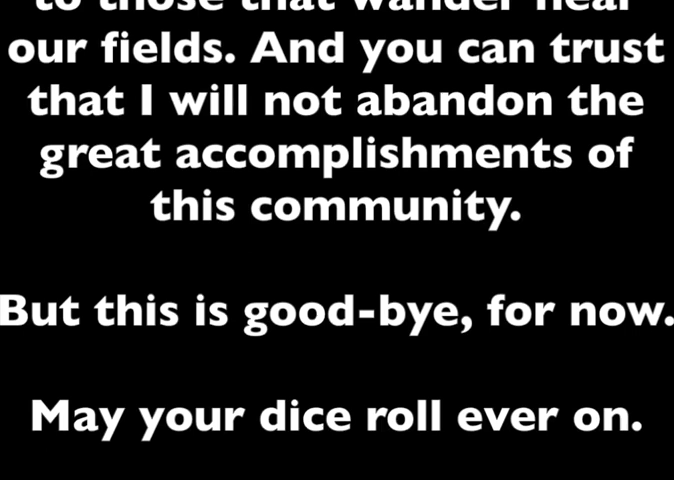 to those that wander near
our fields. And you can trust
that I will not abandon the
great accomplishments of
this community.
But this is good-bye, for now.
May your dice roll ever on.